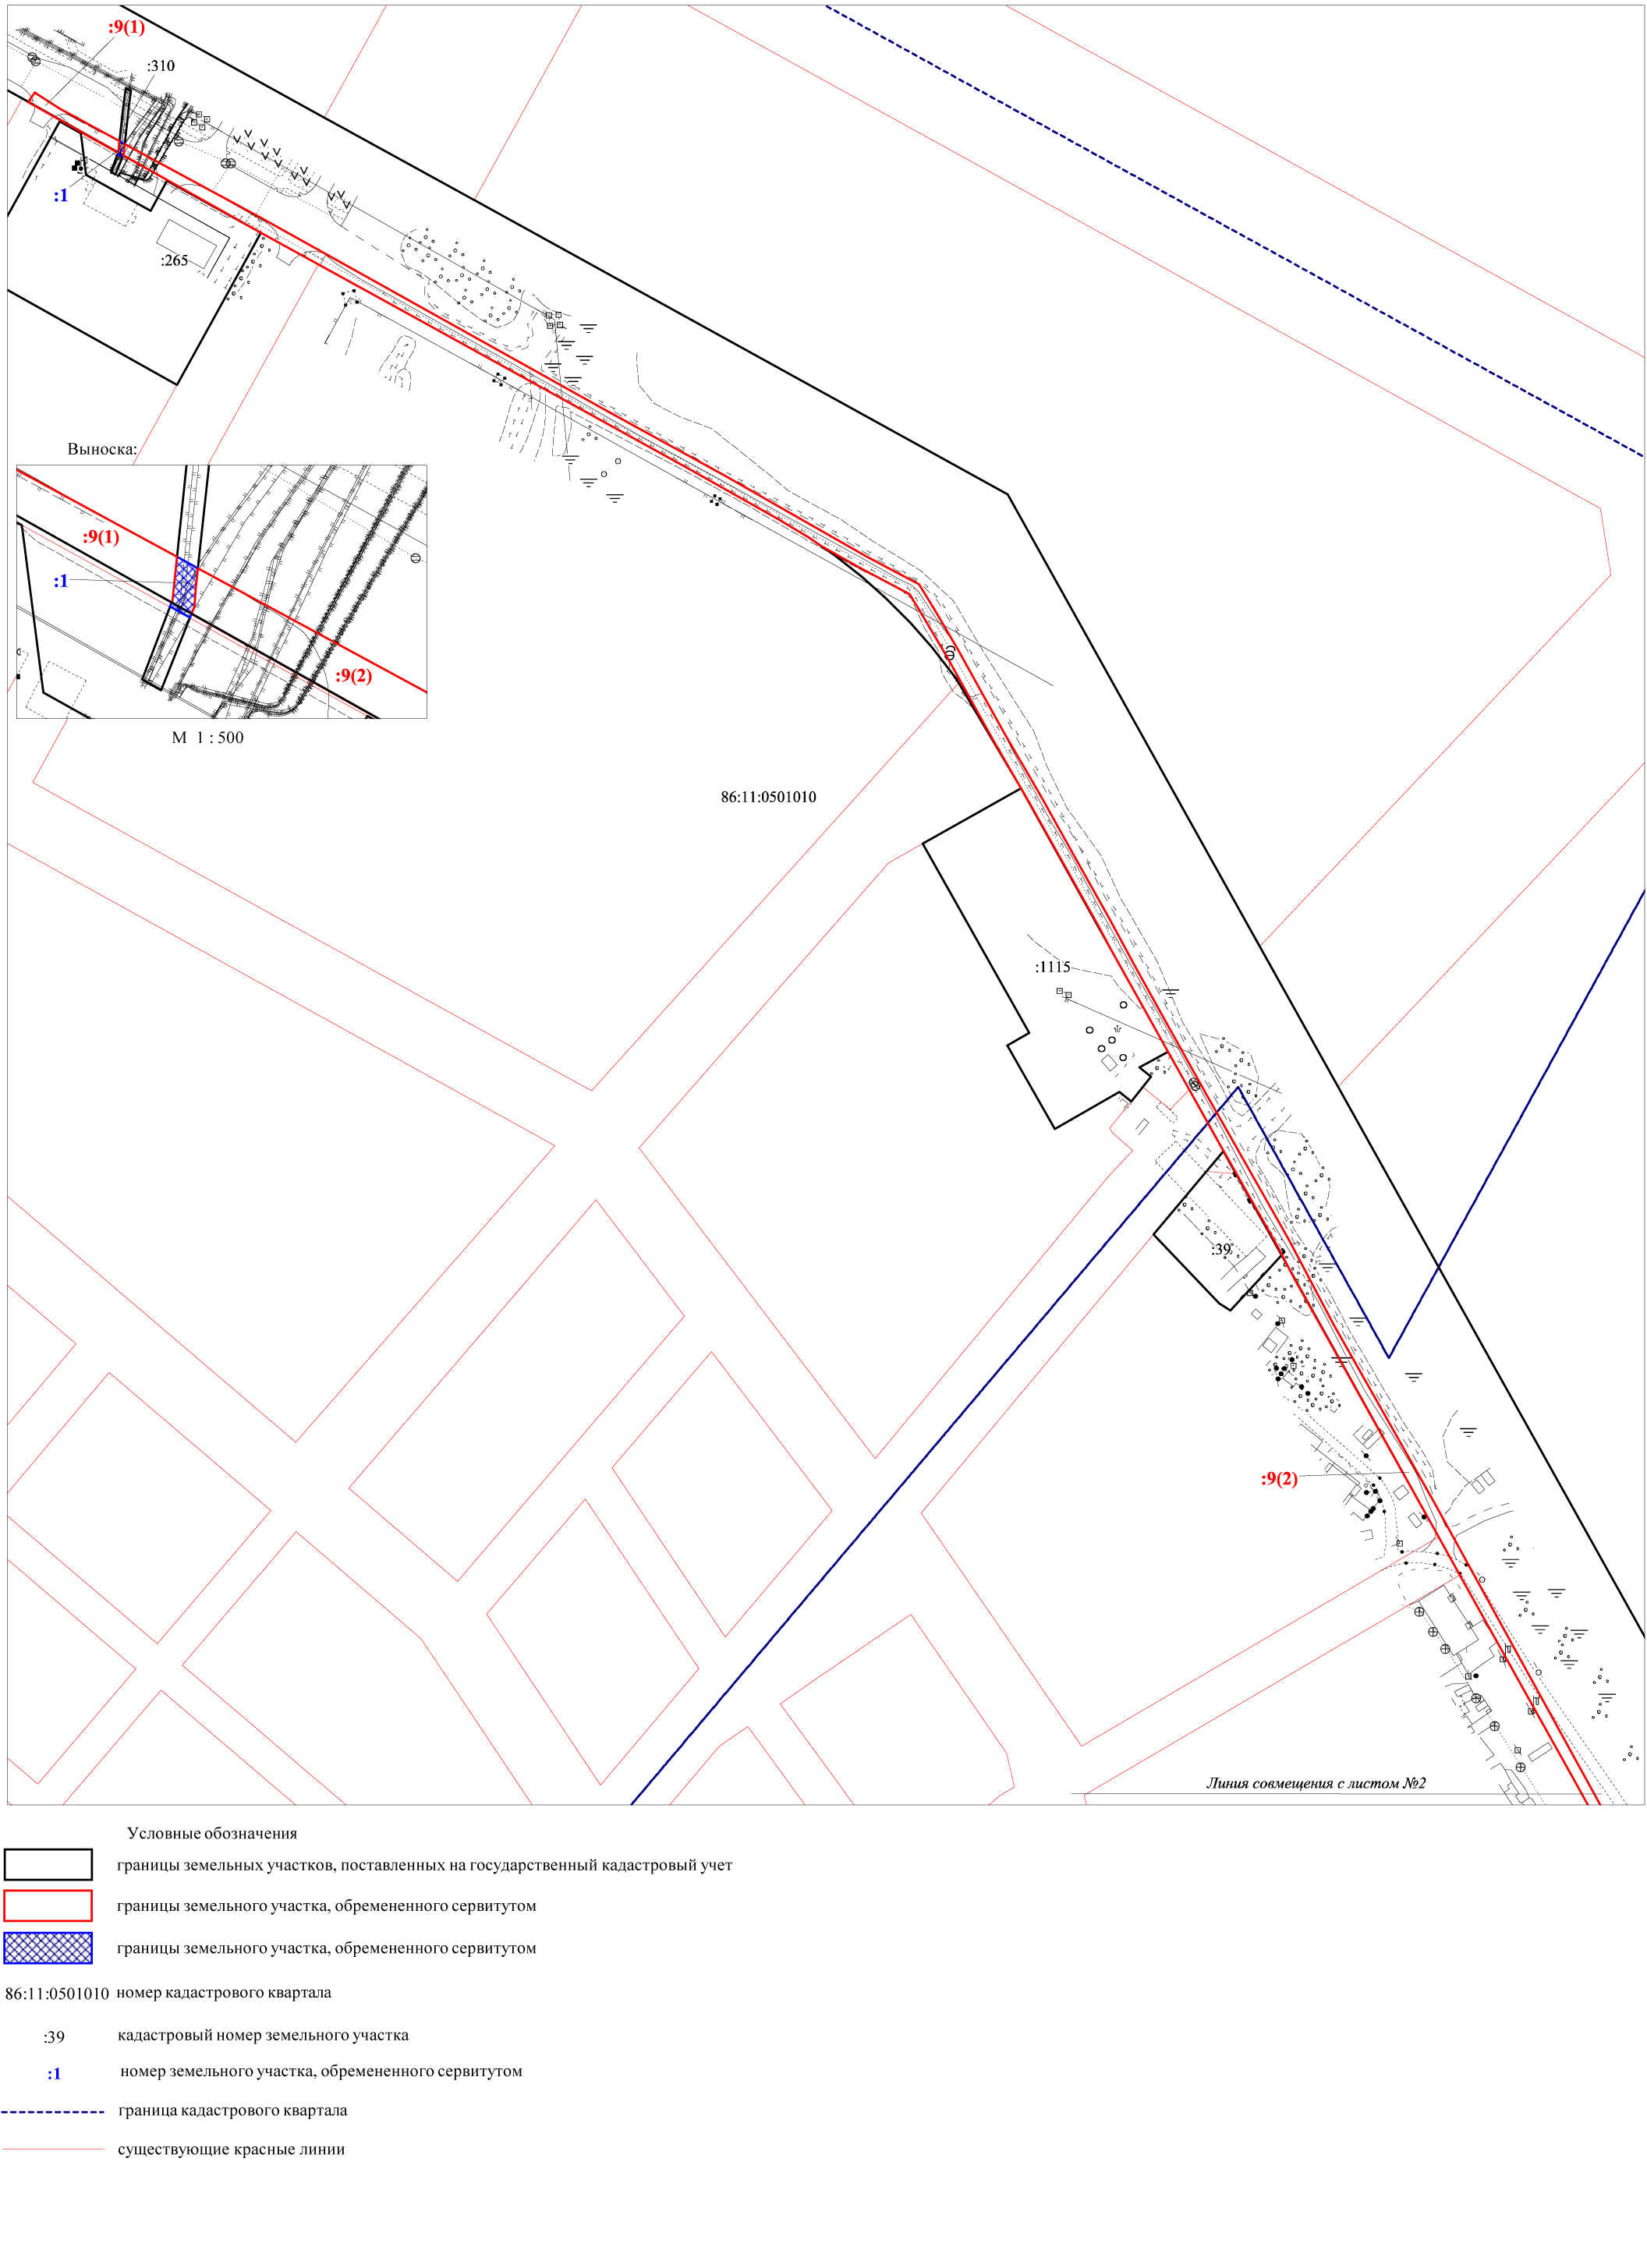 :9(1)
:310
:1
:265
Выноска:
:9(1)
:1
:9(2)
М 1 : 500
86:11:0501010
:1115
:39
:9(2)
Линия совмещения с листом №2
Условные обозначения
границы земельных участков, поставленных на государственный кадастровый учет
границы земельного участка, обремененного сервитутом
границы земельного участка, обремененного сервитутом
86:11:0501010 номер кадастрового квартала
:39 кадастровый номер земельного участка
:1 номер земельного участка, обремененного сервитутом
граница кадастрового квартала
существующие красные линии